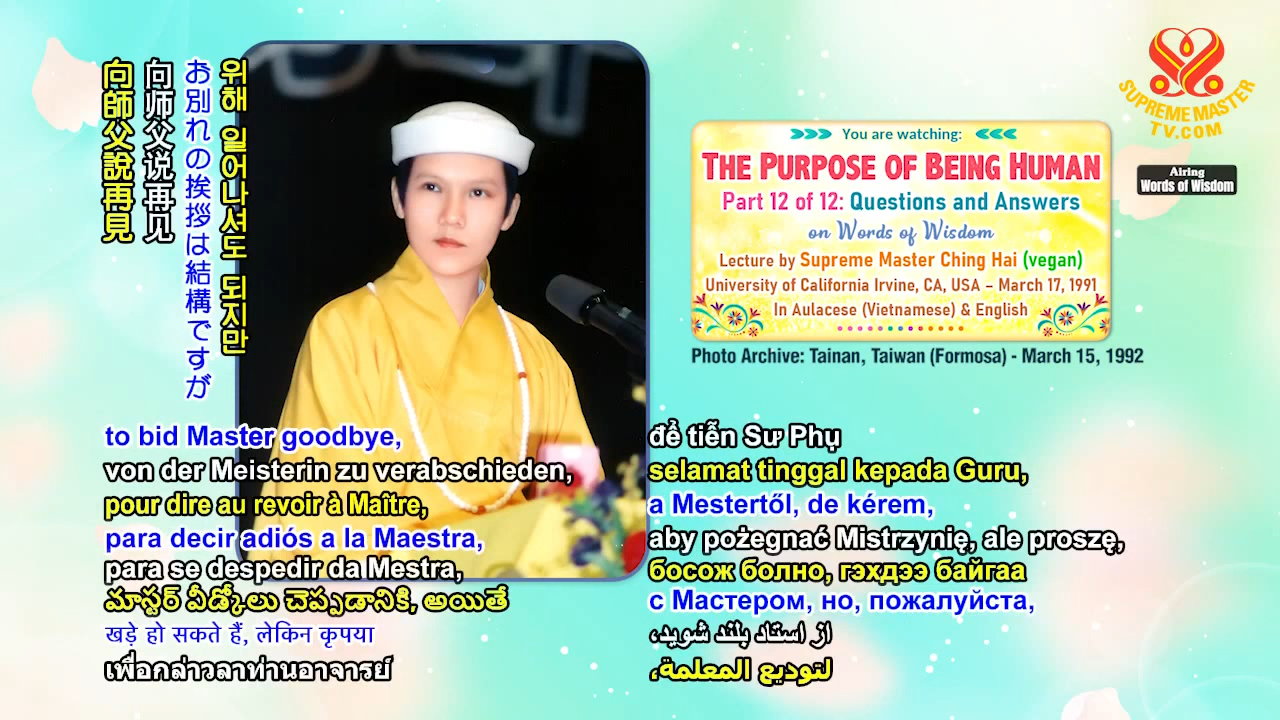 向師父說再見
向师父说再见
お別れの挨拶は結構ですが
위해 일어나셔도 되지만
SUPREME MASTER
TV.COM
Airing
Words of Wisdom
You are watching:
THE PURPOSE OF BEING HUMAN
Part 12 of 12: Questions and Answers
on Words of Wisdom
Lecture by Supreme Master Ching Hai (vegan)
University of California Irvine, CA, USA – March 17, 1991
In Aulacese (Vietnamese) & English
Photo Archive: Tainan, Taiwan (Formosa) - March 15, 1992
to bid Master goodbye,
von der Meisterin zu verabschieden,
pour dire au revoir à Maître,
para decir adiós a la Maestra,
para se despedir da Mestra,
మాస్టర్ వీడ్కోలు చెప్పడానికి, అయితే
खड़े हो सकते हैं, लेकिन कृपया
เพื่อกล่าวลาท่านอาจารย์
để tiễn Sư Phụ
selamat tinggal kepada Guru,
a Mestertől, de kérem,
aby pożegnać Mistrzynię, ale proszę,
босож болно, гэхдээ байгаа
с Мастером, но, пожалуйста,
از استاد بلند شوید،
لتوديع المعلمة،